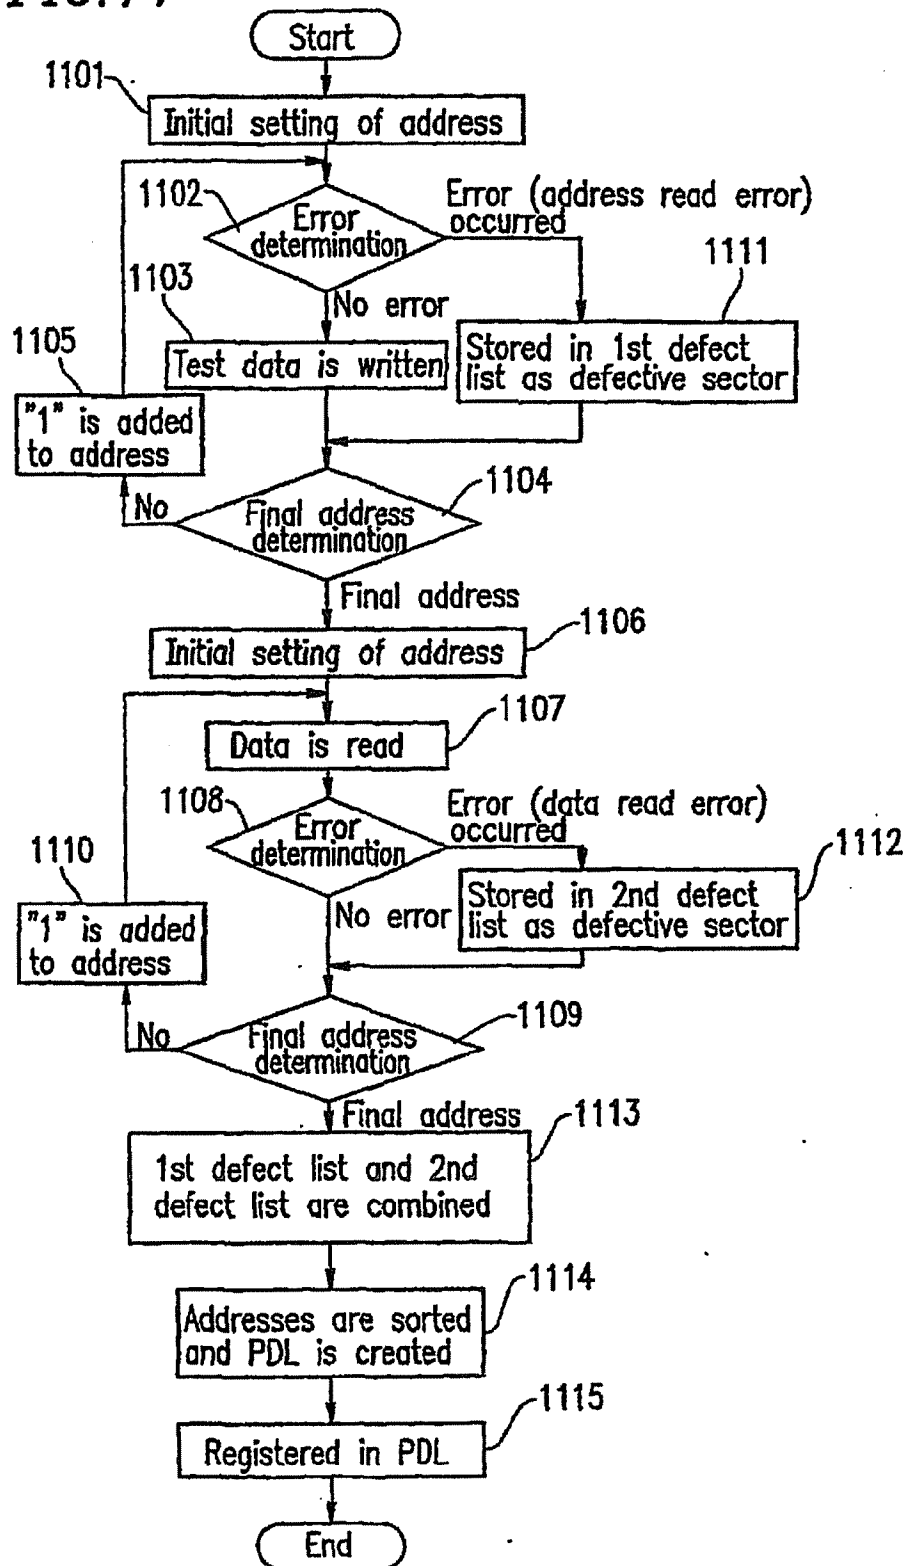 Start
1101
Initial setting of address
1102
Error
determination
Error (address read error)
occurred
1111
1103
No error
1105
Test data is written
Stored in 1st defect
list as defective sector
"1" is added
to address
1104
No
Final address
determination
Final address
1106
Initial setting of address
1107
Data is read
1108
Error
determination
Error (data read error)
occurred
1112
1110
Stored in 2nd defect
list as defective sector
No error
"1" is added
to address
1109
No
Final address
determination
Final address
1113
1st defect list and 2nd
defect list are combined
1114
Addresses are sorted
and PDL is created
1115
Registered in PDL
End